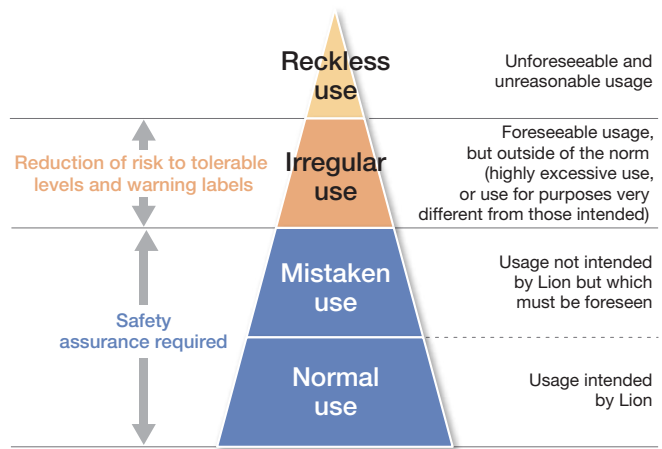 Reckless
use
Unforeseeable and
unreasonable usage
Reduction of risk to tolerable
levels and warning labels
Irregular
use
Foreseeable usage,
but outside of the norm
(highly excessive use,
or use for purposes very
different from those intended)
Safety
assurance required
Mistaken
use
Usage not intended
by Lion but which
must be foreseen
Normal
use
Usage intended
by Lion